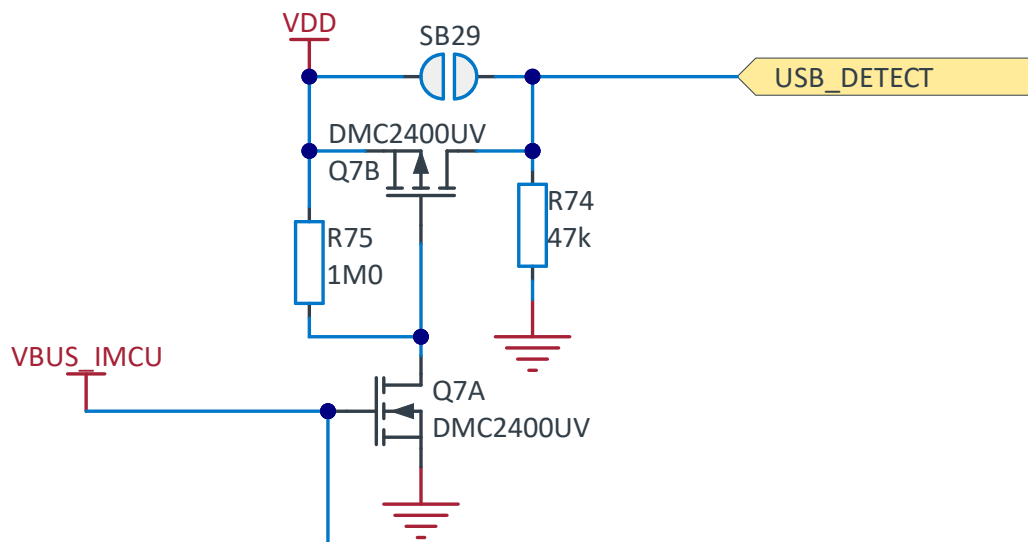 VDD
SB29
USB_DETECT
DMC2400UV
Q7B
R74
47k
R75
1M0
VBUS_IMCU
Q7A
DMC2400UV